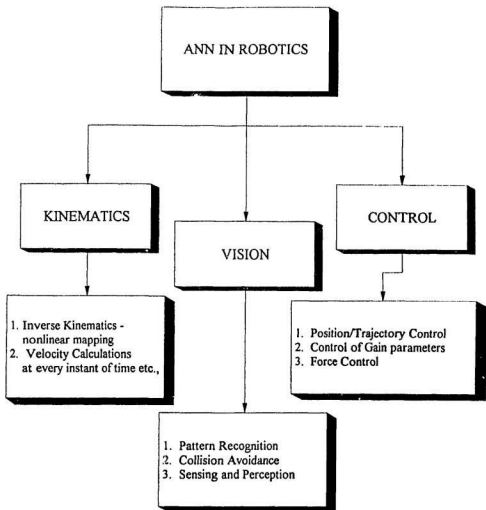 ANN IN ROBOTICS
KINEMATICS
VISION
CONTROL
1. Inverse Kinematics -
nonlinear mapping
2. Velocity Calculations
at every instant of time etc.,
1. Position/Trajectory Control
2. Control of Gain parameters
3. Force Control
1. Pattern Recognition
2. Collision Avoidance
3. Sensing and Perception